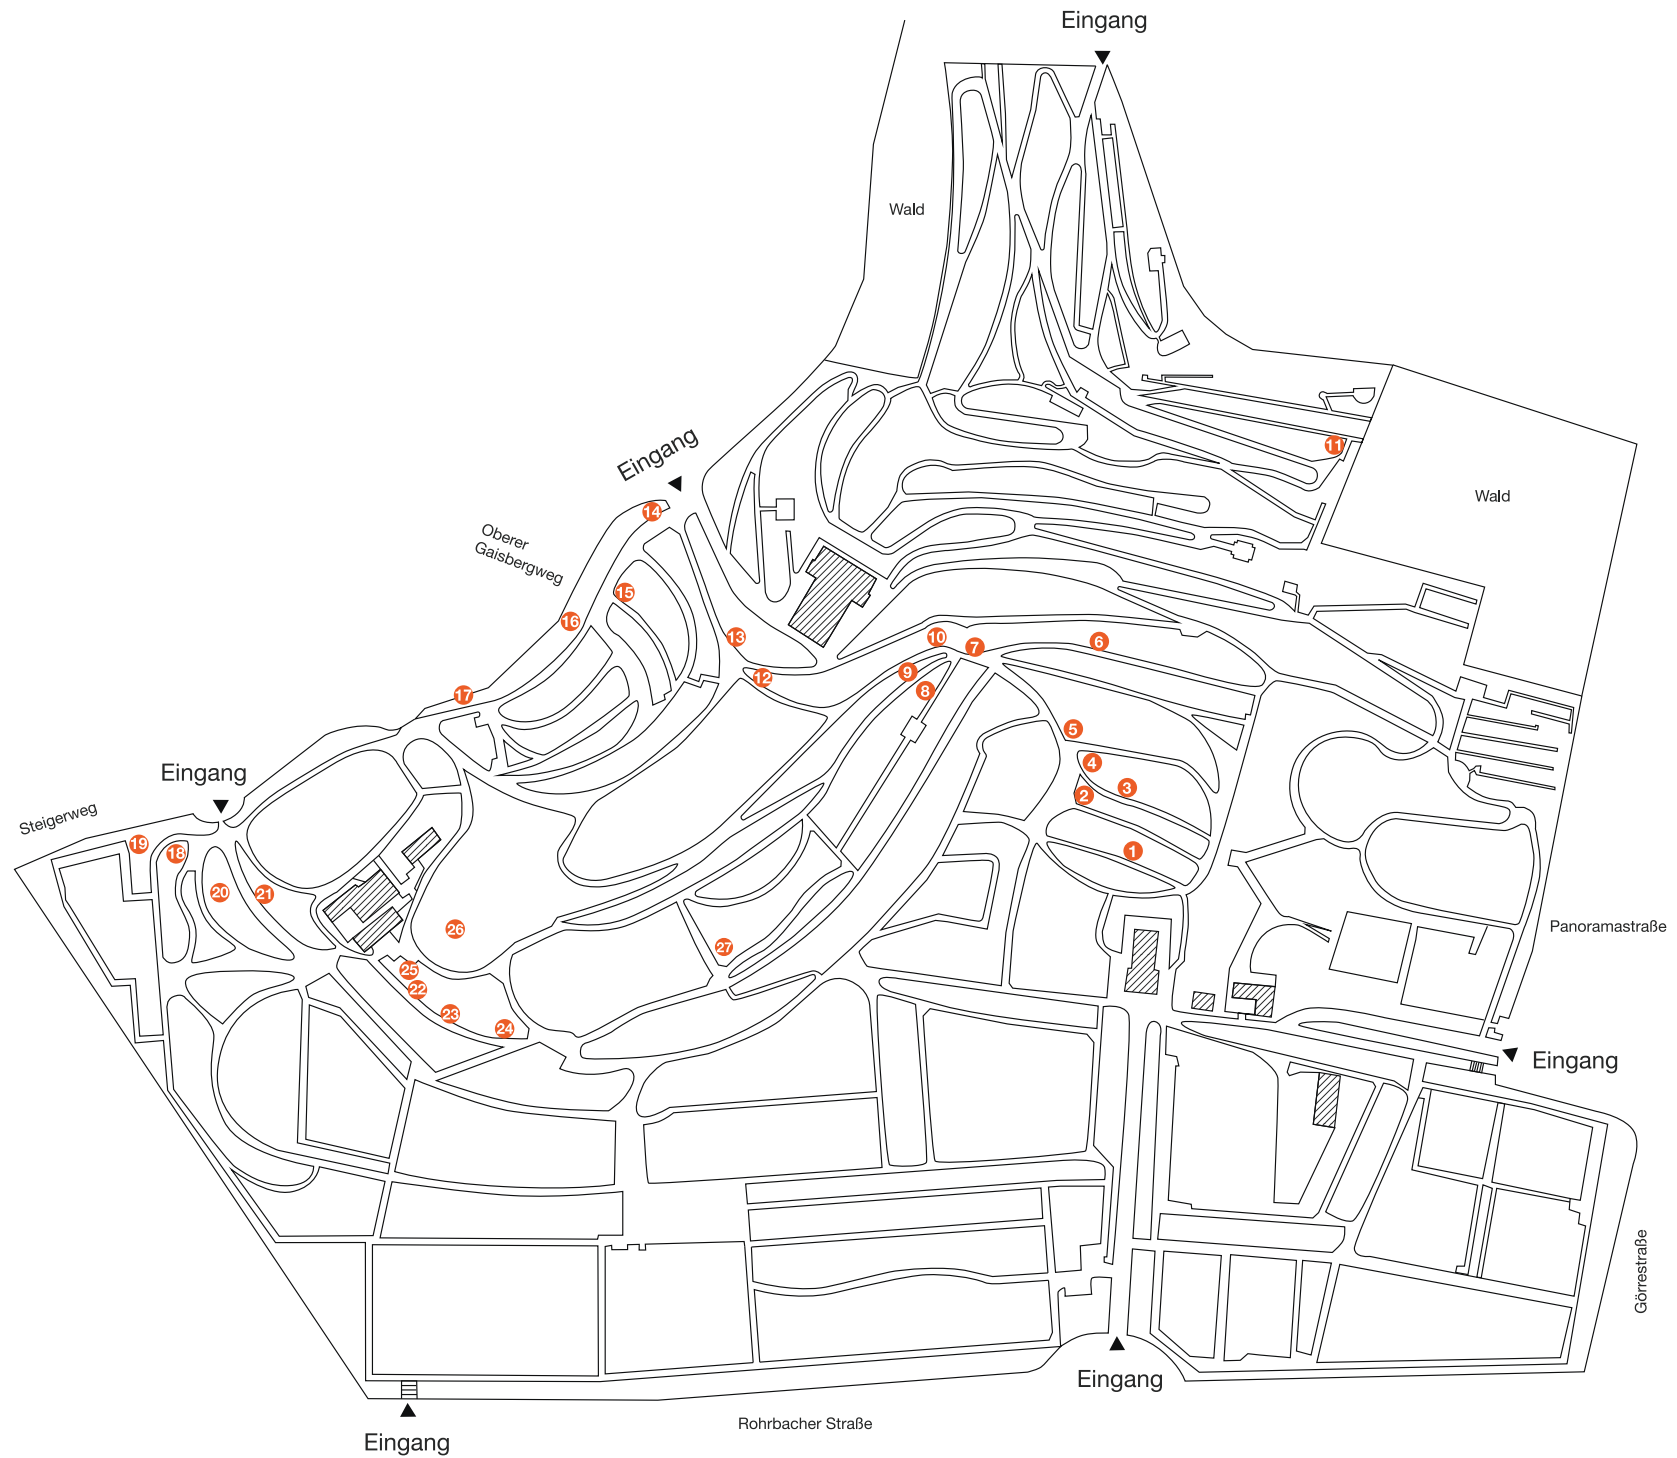 Eingang
Wald
Eingang
11
Wald
14
Oberer
Gaisbergweg
15
16
13
10
7
6
12
9
8
17
5
Eingang
4
3
2
Steigerweg
19
18
1
20
21
26
Panoramastraße
27
25
22
23
24
Eingang
Görrestraße
Eingang
Rohrbacher Straße
Eingang